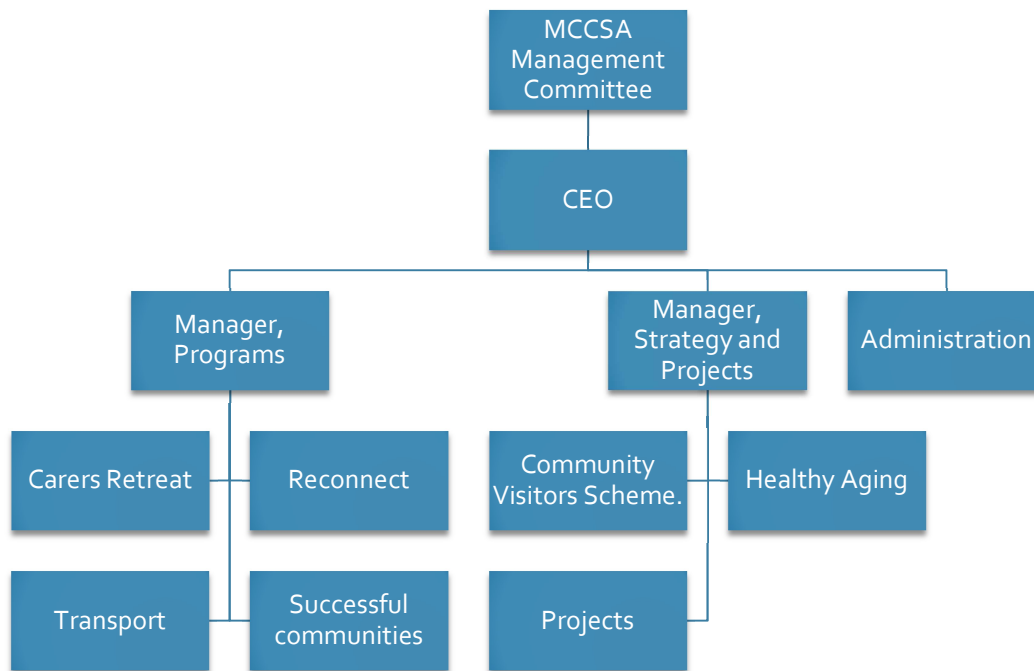 MCCSA
Management
Committee
CEO
Manager,
Programs
Manager,
Strategy and
Projects
Administration
Carers Retreat
Reconnect
Community
Visitors Scheme.
Healthy Aging
Transport
Successful
communities
Projects